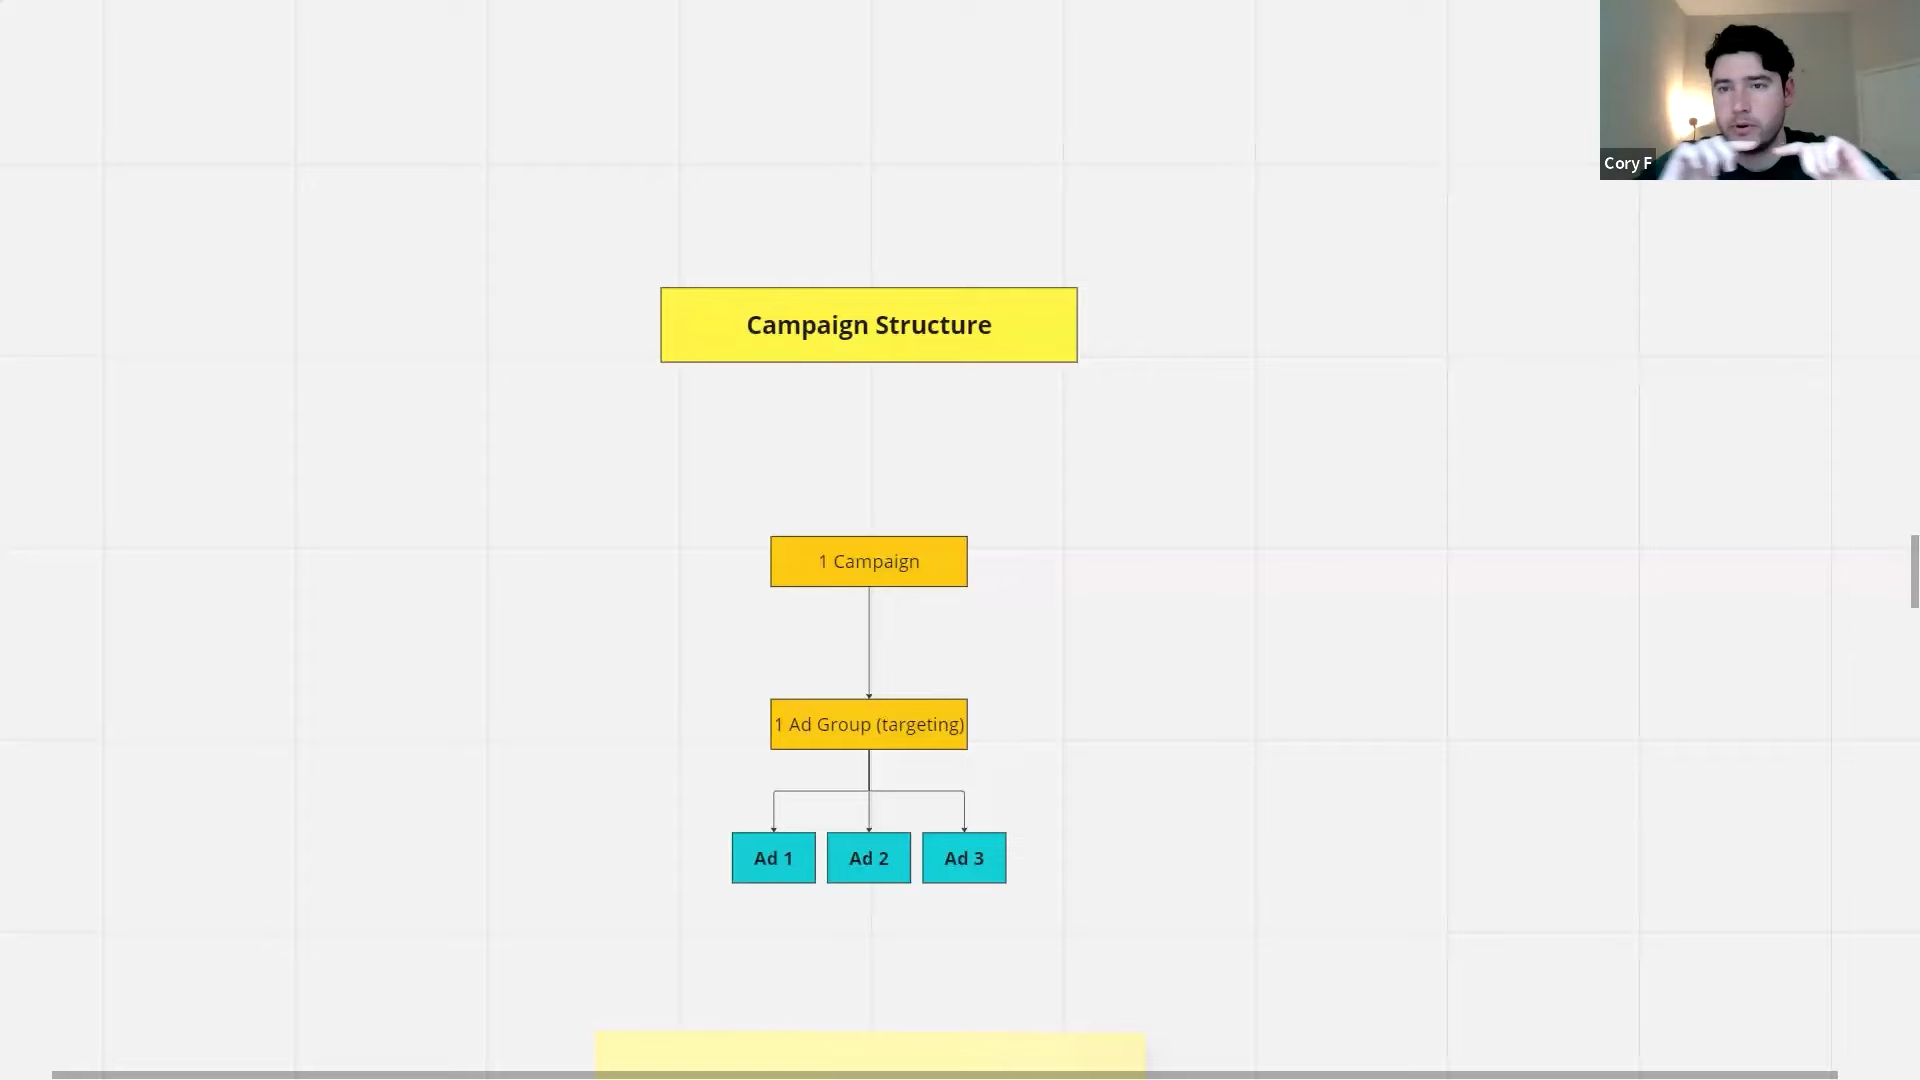 Cory F
Campaign Structure
1 Campaign
1 Ad Group (targeting)
Ad 1
Ad 2
Ad 3